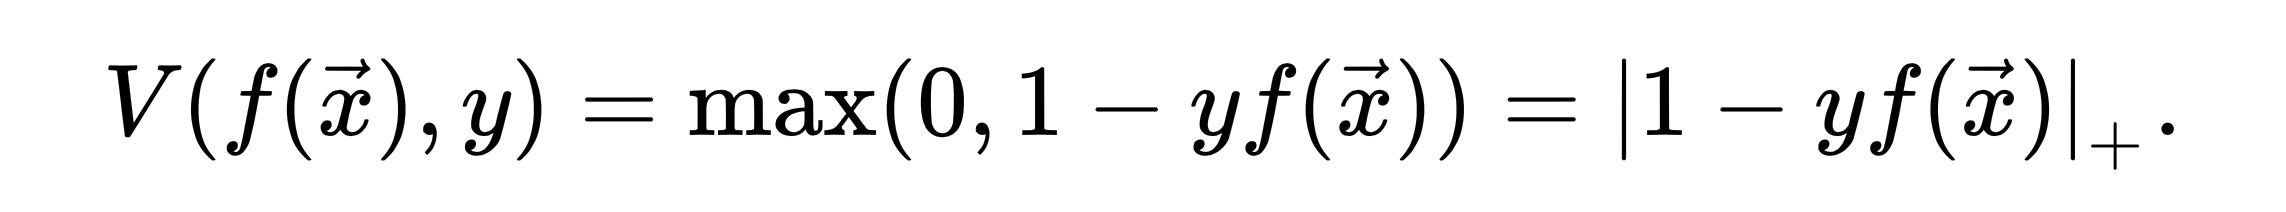 V(f(x⃗), y) = max(0, 1 − yf(x⃗)) = |1 − yf(x⃗)|₊.